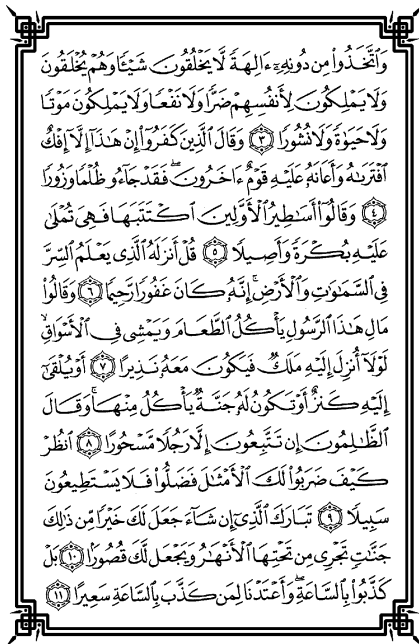 وَاتَّخَذُوا مِن دُونِهِۦٓ ءَالِهَةً لَّا يَخْلُقُونَ شَيْـًٔا وَهُمْ يُخْلَقُونَ
وَلَا يَمْلِكُونَ لِأَنفُسِهِمْ ضَرًّا وَلَا نَفْعًا وَلَا يَمْلِكُونَ مَوْتًا
وَلَا حَيَوٰةً وَلَا نُشُورًا ٣ وَقَالَ الَّذِينَ كَفَرُوٓا۟ إِنْ هَٰذَآ إِلَّآ إِفْكٌ
افْتَرَىٰهُ وَأَعَانَهُۥ عَلَيْهِ قَوْمٌ ءَاخَرُونَ ۖ فَقَدْ جَآءُو ظُلْمًا وَزُورًا
٤ وَقَالُوٓا۟ أَسَٰطِيرُ الْأَوَّلِينَ اكْتَتَبَهَا فَهِىَ تُمْلَىٰ
عَلَيْهِ بُكْرَةً وَأَصِيلًا ٥ قُلْ أَنزَلَهُ الَّذِى يَعْلَمُ السِّرَّ
فِى السَّمَٰوَٰتِ وَالْأَرْضِ ۚ إِنَّهُۥ كَانَ غَفُورًا رَّحِيمًا ٦ وَقَالُوا۟
مَالِ هَٰذَا الرَّسُولِ يَأْكُلُ الطَّعَامَ وَيَمْشِى فِى الْأَسْوَاقِ ۙ
لَوْلَآ أُنزِلَ إِلَيْهِ مَلَكٌ فَيَكُونَ مَعَهُۥ نَذِيرًا ٧ أَوْ يُلْقَىٰٓ
إِلَيْهِ كَنزٌ أَوْ تَكُونُ لَهُۥ جَنَّةٌ يَأْكُلُ مِنْهَا ۚ وَقَالَ
الظَّٰلِمُونَ إِن تَتَّبِعُونَ إِلَّا رَجُلًا مَّسْحُورًا ٨ انظُرْ
كَيْفَ ضَرَبُوا۟ لَكَ الْأَمْثَٰلَ فَضَلُّوا۟ فَلَا يَسْتَطِيعُونَ
سَبِيلًا ٩ تَبَارَكَ الَّذِىٓ إِن شَآءَ جَعَلَ لَكَ خَيْرًا مِّن ذَٰلِكَ
جَنَّٰتٍ تَجْرِى مِن تَحْتِهَا الْأَنْهَٰرُ وَيَجْعَل لَّكَ قُصُورًا ١٠ بَلْ
كَذَّبُوا۟ بِالسَّاعَةِ ۖ وَأَعْتَدْنَا لِمَن كَذَّبَ بِالسَّاعَةِ سَعِيرًا ١١